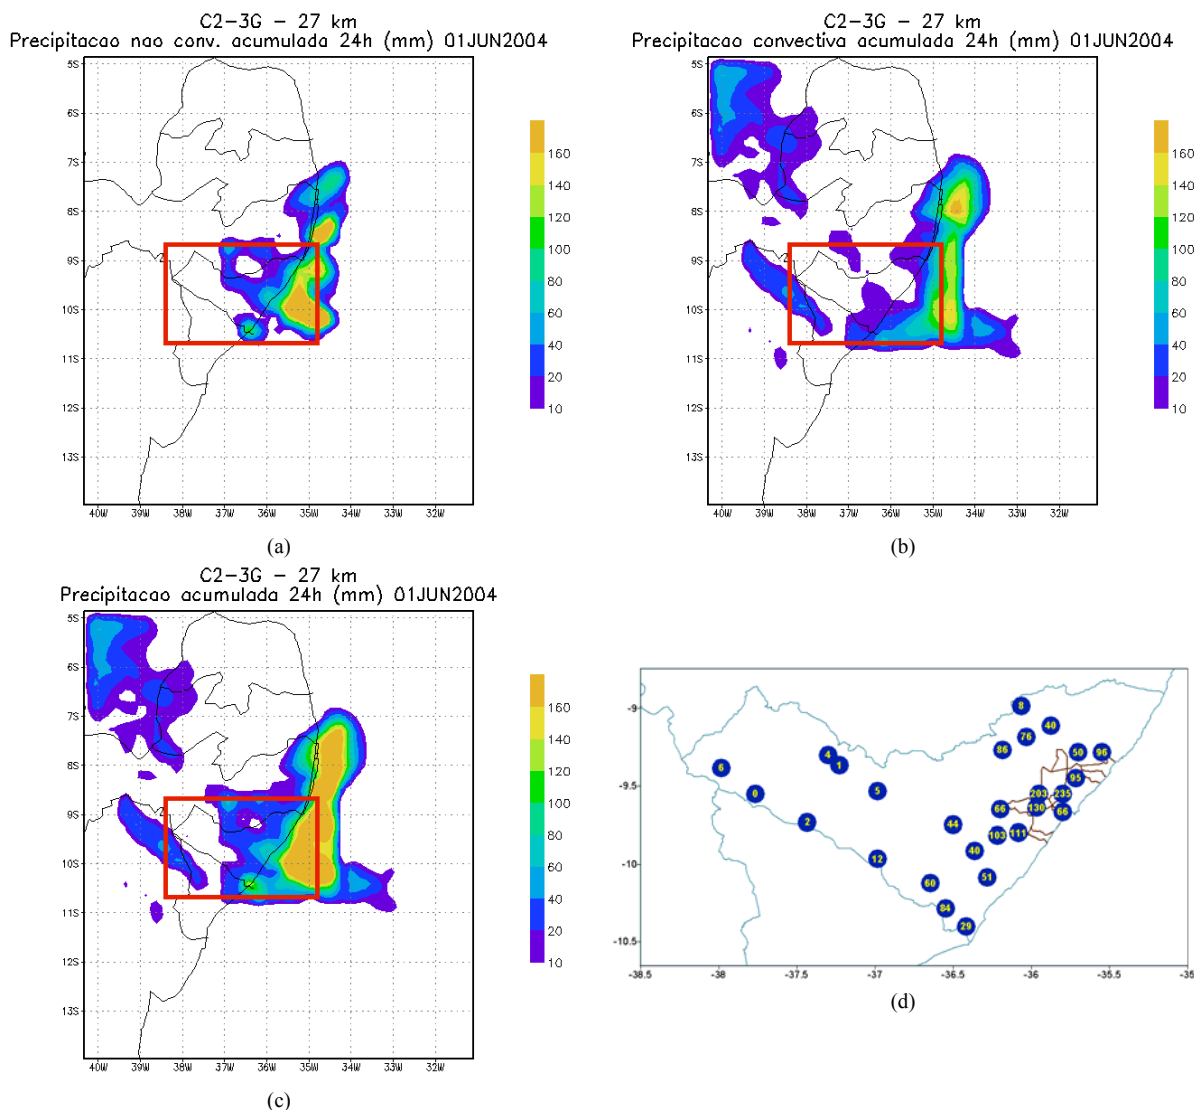 C2-3G - 27 km
Precipitacao nao conv. acumulada 24h (mm) 01JUN2004
5S
6S
7S
8S
9S
10S
11S
12S
13S
40W 39W 38W 37W 36W 35W 34W 33W 32W
160
140
120
100
80
60
40
20
10
(a)
C2-3G - 27 km
Precipitacao convectiva acumulada 24h (mm) 01JUN2004
5S
6S
7S
8S
9S
10S
11S
12S
13S
40W 39W 38W 37W 36W 35W 34W 33W 32W
160
140
120
100
80
60
40
20
10
(b)
C2-3G - 27 km
Precipitacao acumulada 24h (mm) 01JUN2004
5S
6S
7S
8S
9S
10S
11S
12S
13S
40W 39W 38W 37W 36W 35W 34W 33W 32W
160
140
120
100
80
60
40
20
10
(c)
-9
-9.5
-10
-10.5
-38.5 -38 -37.5 -37 -36.5 -36 -35.5 -35
8
40
76
86 50 96
4
1
6
95
5
0
203 235
66 130 66
2
44
103 111
40
12
51
60
84
29
(d)